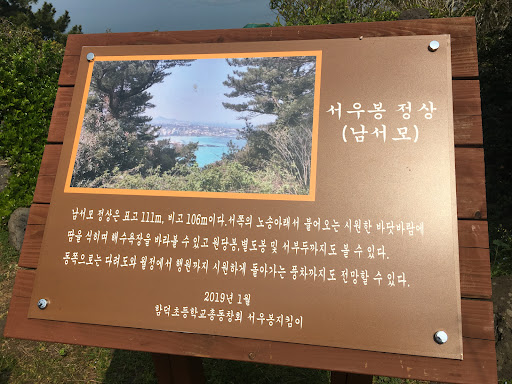 서우봉 정상
(남서모)
남서모 정상은 표고 111m, 비고 106m이다.서쪽의 노송아래서 불어오는 시원한 바닷바람에
땀을 식히며 해수욕장을 바라볼 수 있고 원당봉,별도봉 및 서부두까지도 볼 수 있다.
동쪽으로는 다려도와 월정에서 행원까지 시원하게 돌아가는 풍차까지도 전망할 수 있다.
2019년 1월
함덕초등학교총동창회 서우봉지킴이